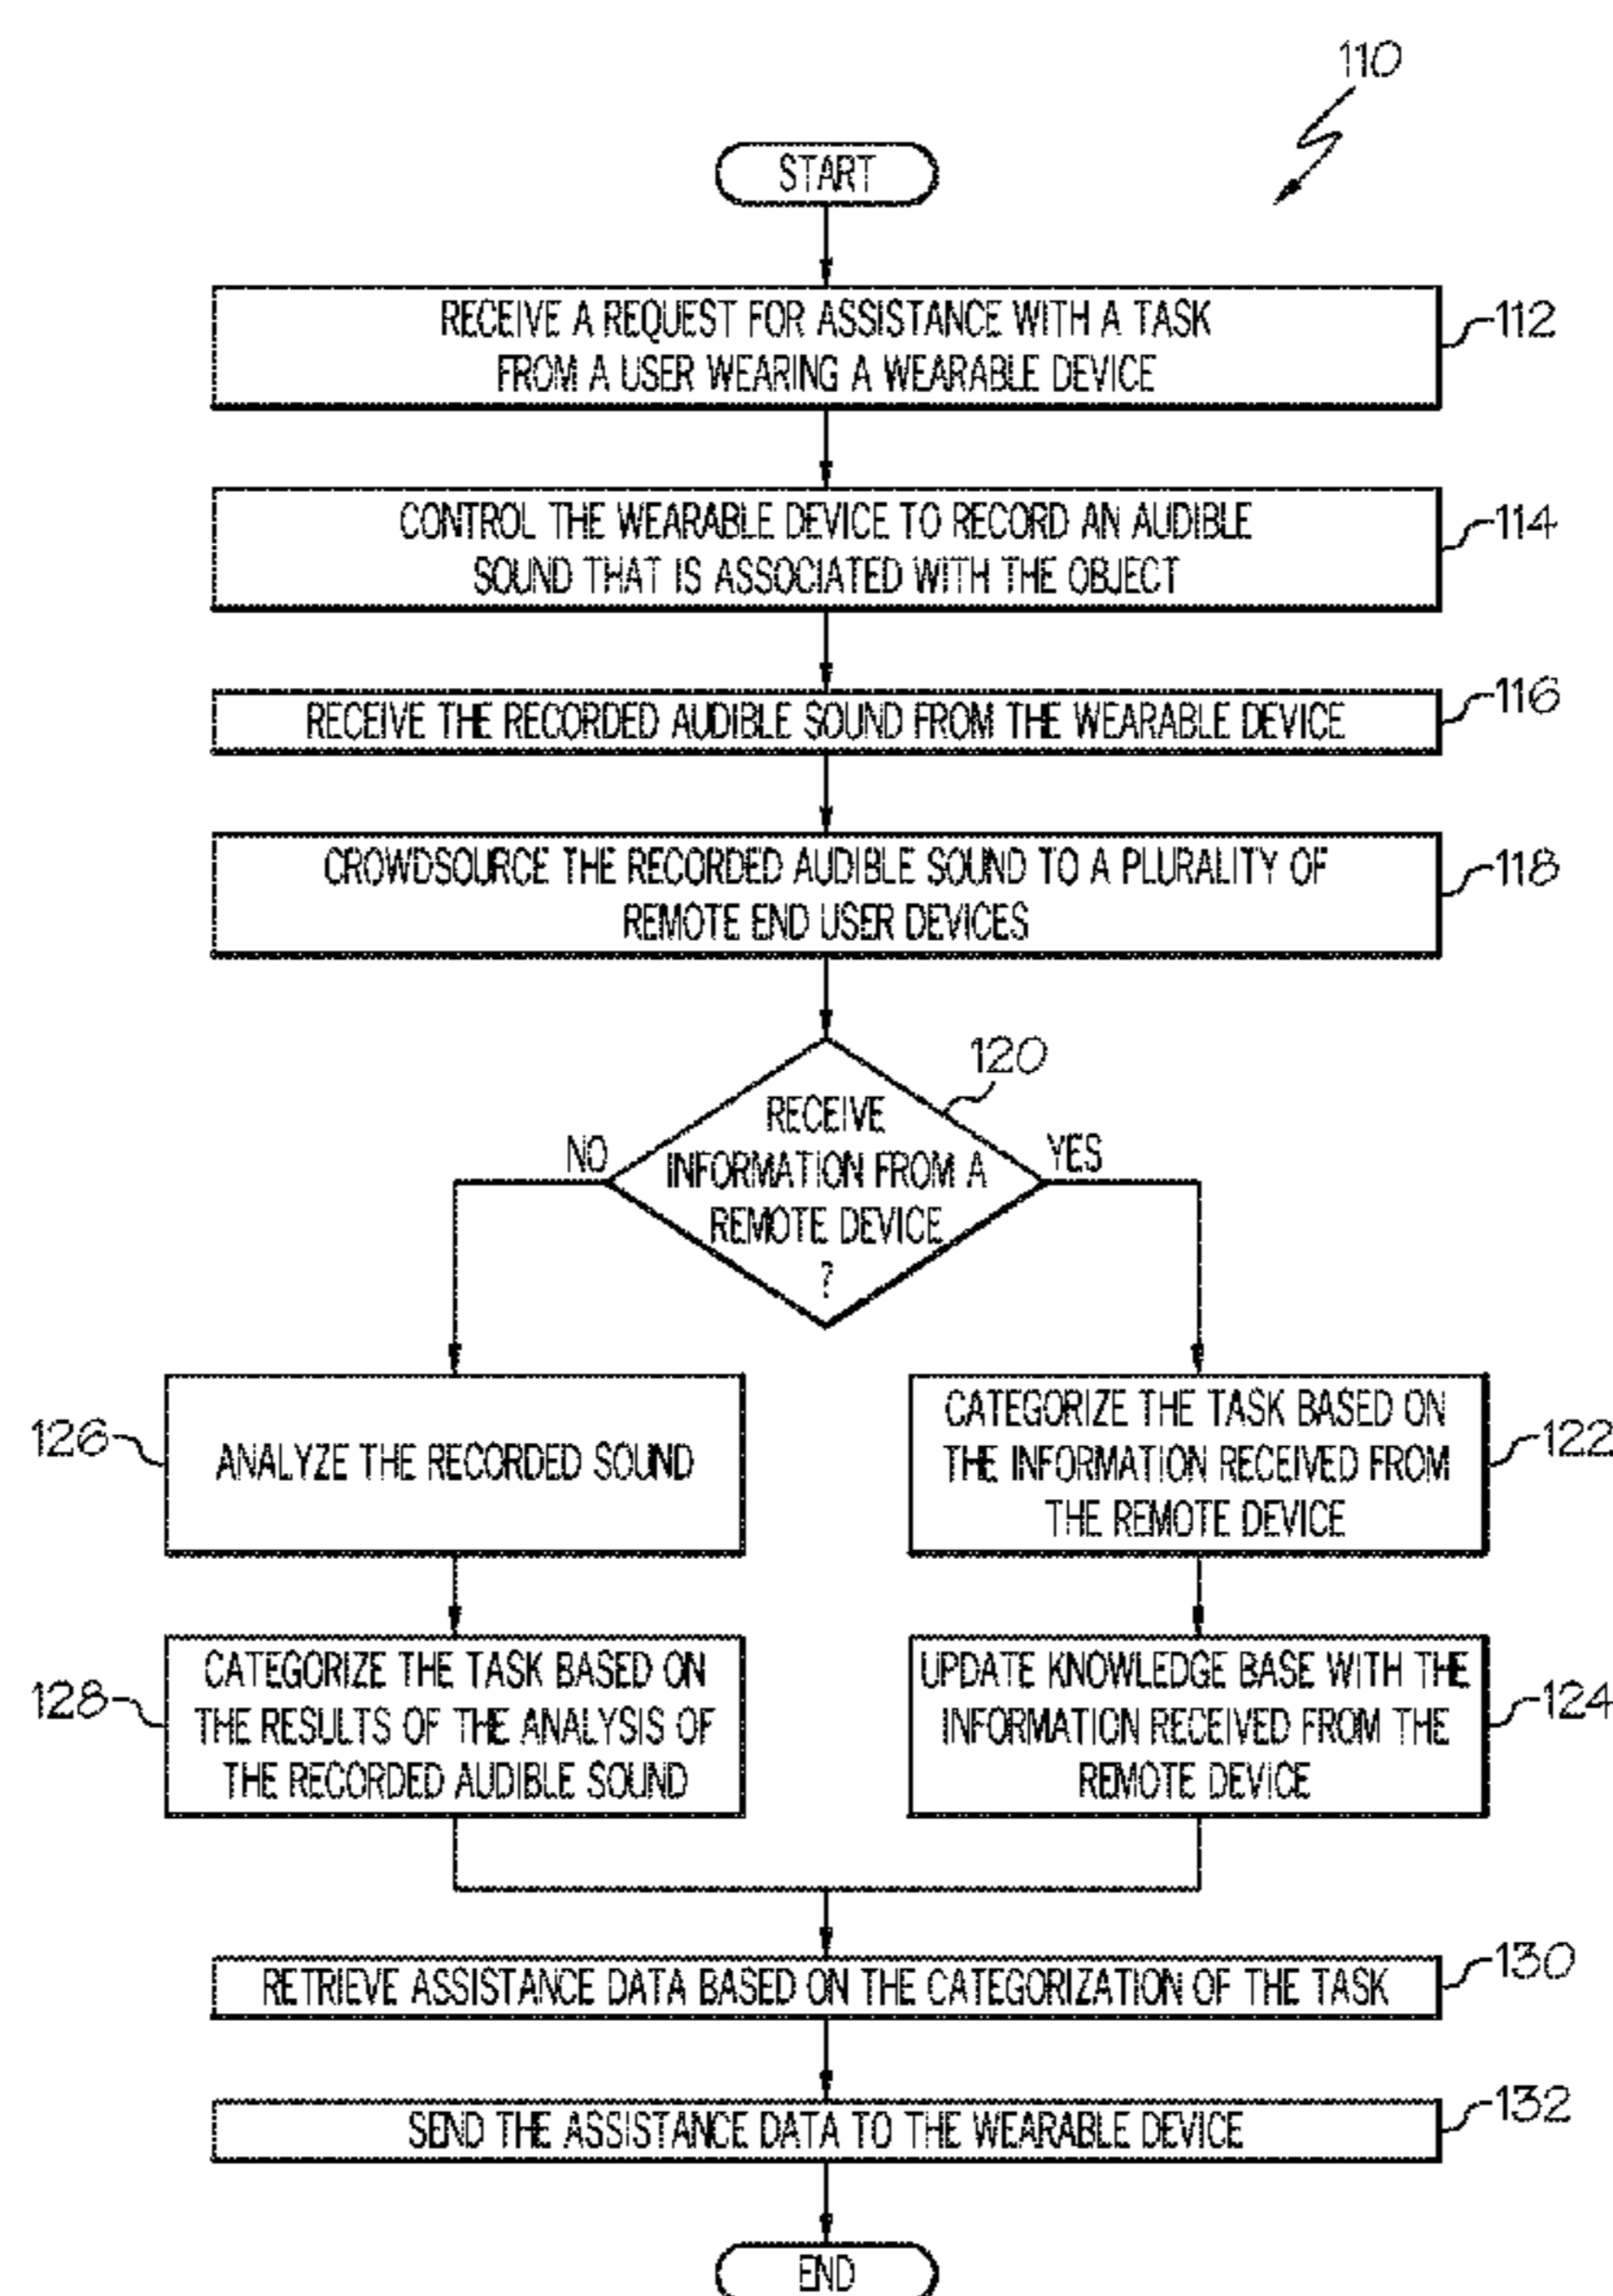 110
START
RECEIVE A REQUEST FOR ASSISTANCE WITH A TASK
FROM A USER WEARING A WEARABLE DEVICE
112
CONTROL THE WEARABLE DEVICE TO RECORD AN AUDIBLE
SOUND THAT IS ASSOCIATED WITH THE OBJECT
114
RECEIVE THE RECORDED AUDIBLE SOUND FROM THE WEARABLE DEVICE
116
CROWDSOURCE THE RECORDED AUDIBLE SOUND TO A PLURALITY OF
REMOTE END USER DEVICES
118
120
RECEIVE
INFORMATION FROM A
REMOTE DEVICE
?
NO
YES
126
ANALYZE THE RECORDED SOUND
CATEGORIZE THE TASK BASED ON
THE INFORMATION RECEIVED FROM
THE REMOTE DEVICE
122
128
CATEGORIZE THE TASK BASED ON
THE RESULTS OF THE ANALYSIS OF
THE RECORDED AUDIBLE SOUND
UPDATE KNOWLEDGE BASE WITH THE
INFORMATION RECEIVED FROM THE
REMOTE DEVICE
124
RETRIEVE ASSISTANCE DATA BASED ON THE CATEGORIZATION OF THE TASK
130
SEND THE ASSISTANCE DATA TO THE WEARABLE DEVICE
132
END